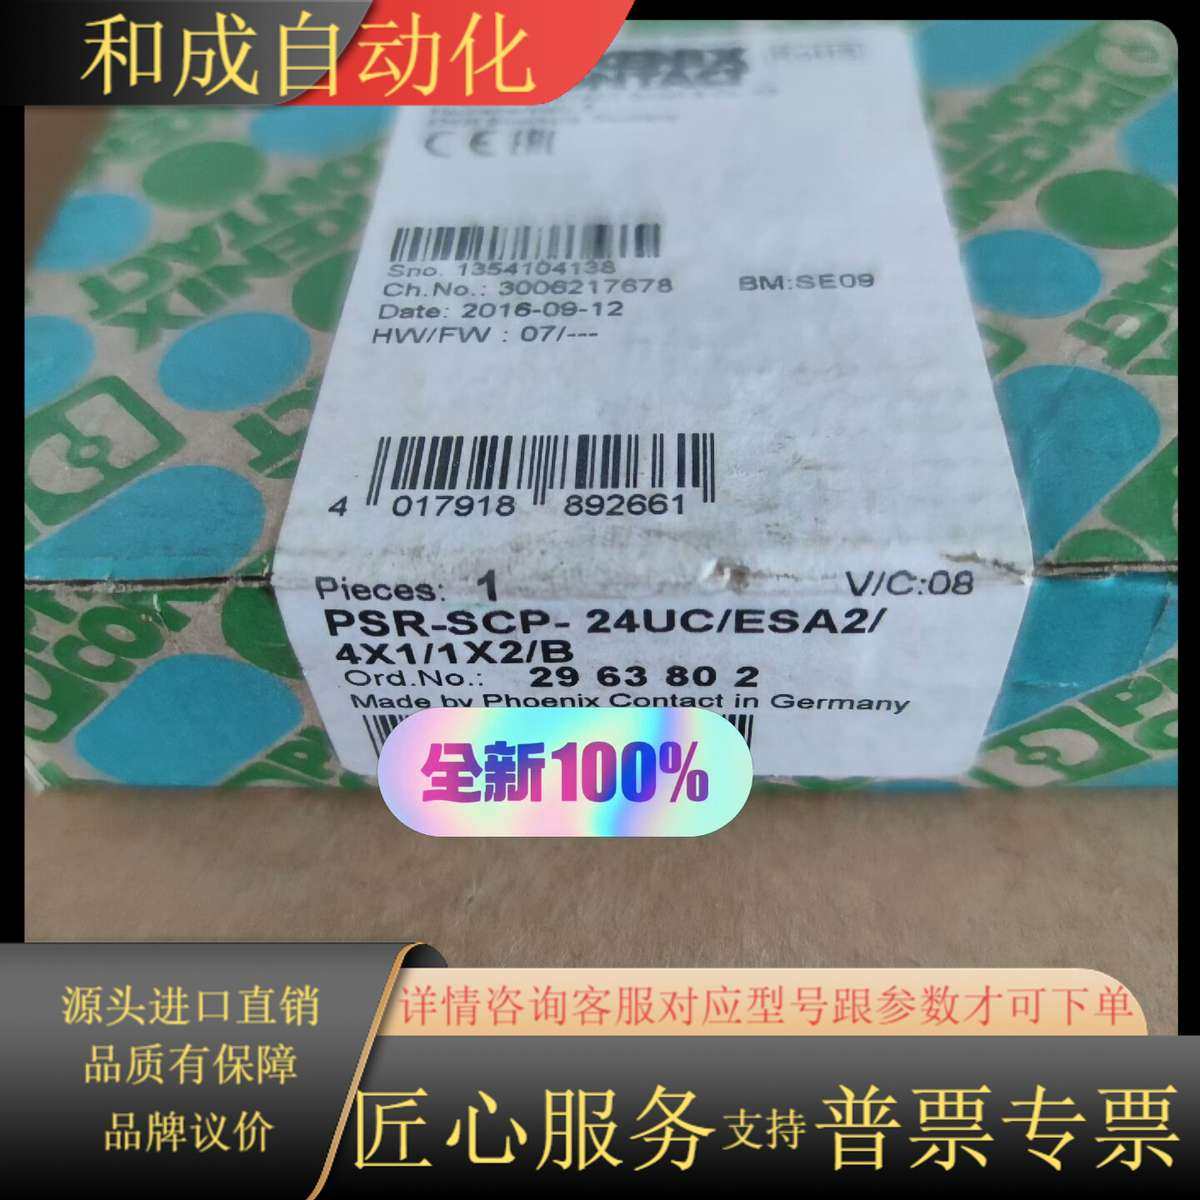 和成自动化
CONTACT
CE EAC
Sno. 1354104138
Ch.No.: 3006217678
BM:SE09
Date: 2016-09-12
HW/FW : 07/---
4 017918 892661
Pieces: 1
V/C:08
PSR-SCP- 24UC/ESA2/
4X1/1X2/B
Ord.No.: 29 63 80 2
Made by Phoenix Contact in Germany
全新100%
源头进口直销
品质有保障
品牌议价
详情咨询客服对应型号跟参数才可下单
匠心服务支持普票专票